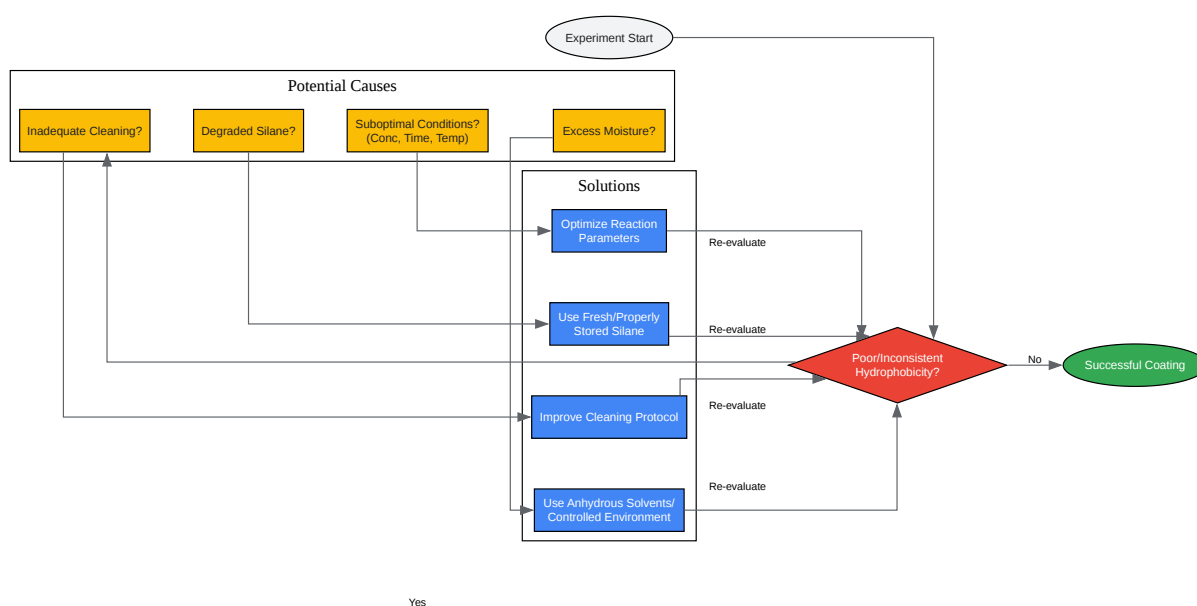 Experiment Start
Potential Causes
Inadequate Cleaning?
Degraded Silane?
Suboptimal Conditions?
(Conc, Time, Temp)
Excess Moisture?
Solutions
Optimize Reaction
Parameters
Re-evaluate
Use Fresh/Properly
Stored Silane
Re-evaluate
Poor/Inconsistent
Hydrophobicity?
No
Successful Coating
Improve Cleaning Protocol
Re-evaluate
Use Anhydrous Solvents/
Controlled Environment
Re-evaluate
Yes